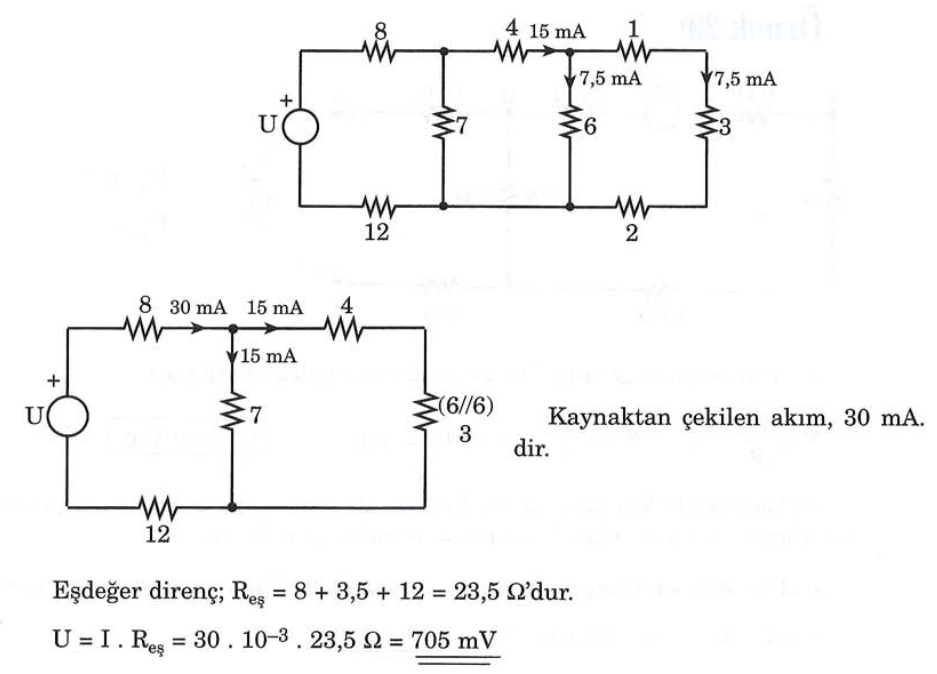 8 4 15 mA 1
7,5 mA 7,5 mA
+
U 7 6 3
12 2
8 30 mA 15 mA 4
15 mA
+
U 7 (6//6)
3
Kaynaktan çekilen akım, 30 mA.
dir.
12
Eşdeğer direnç; Reş = 8 + 3,5 + 12 = 23,5 Ω’dur.
U = I . Reş = 30 . 10–3 . 23,5 Ω = 705 mV